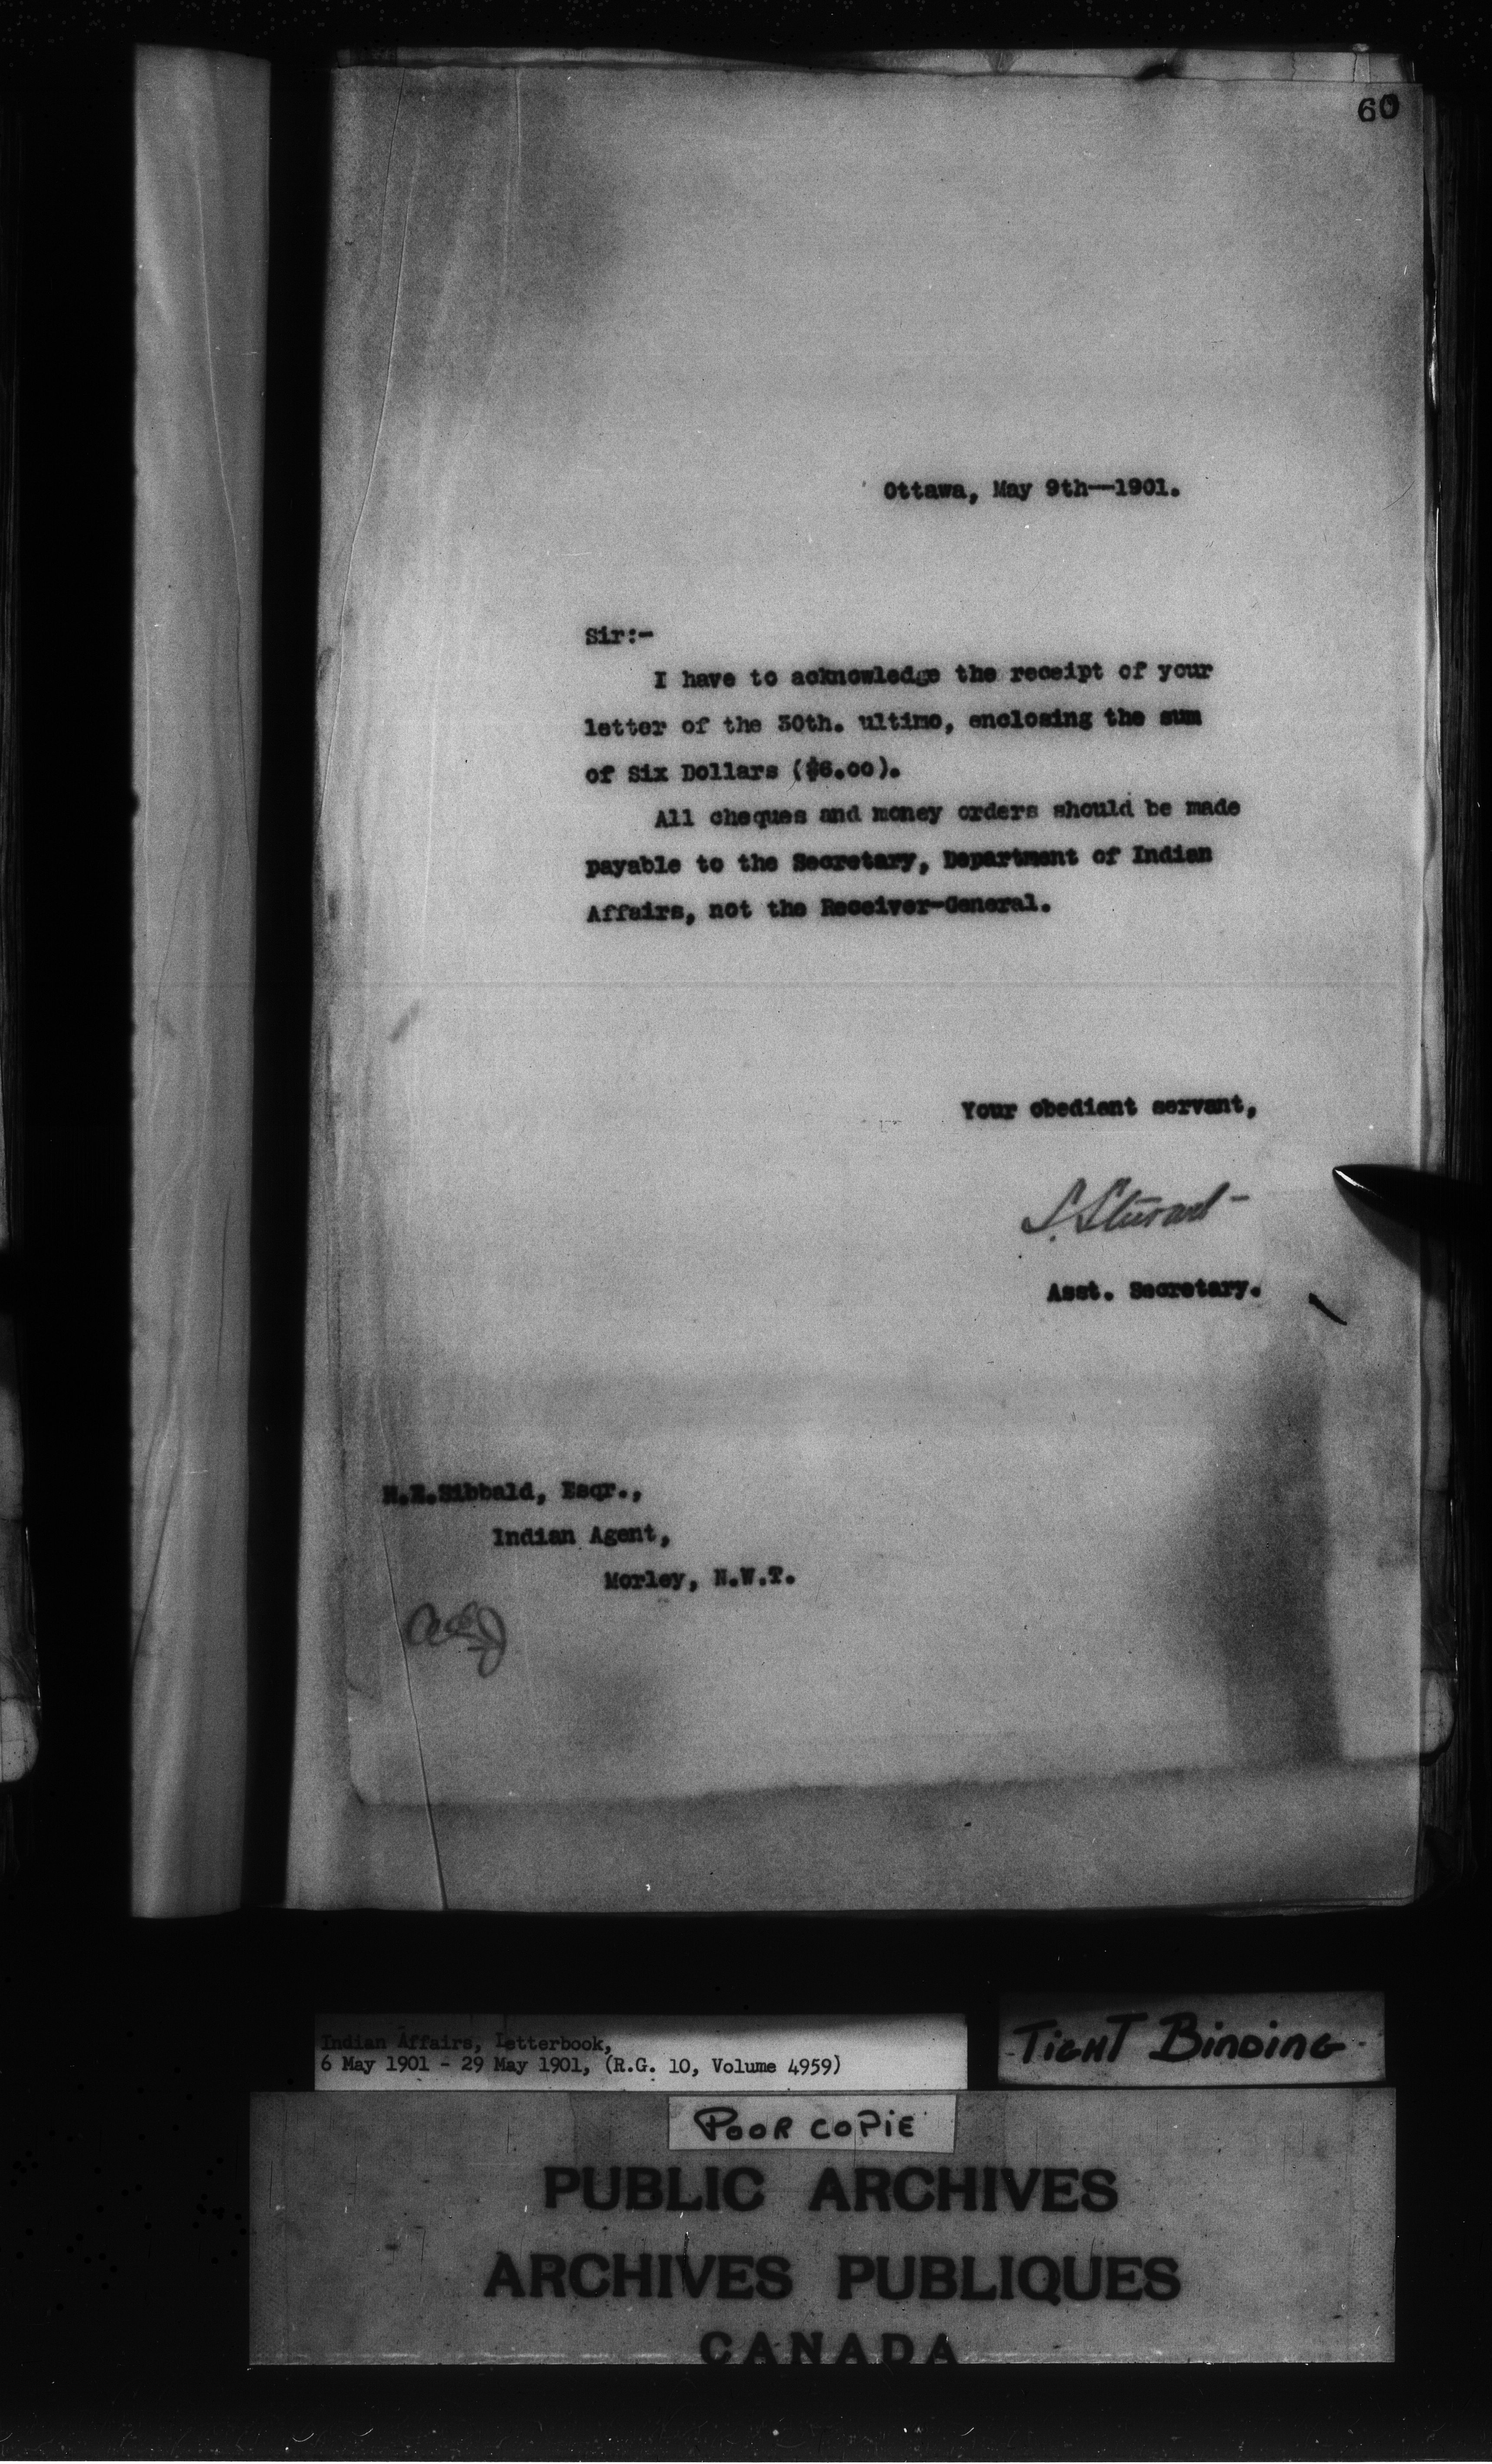 60
Ottawa, May 9th--1901.
Sir:-
I have to acknowledge the receipt of your
letter of the 30th. ultimo, enclosing the sum
of Six Dollars ($6.00).
All cheques and money orders should be made
payable to the Secretary, Department of Indian
Affairs, not the Receiver-General.
Your obedient servant,
S. Stewart
Asst. Secretary.
Sibbald, Esqr.,
Indian Agent,
Morley, N.W.T.
Indian Affairs, Letterbook,
6 May 1901 - 29 May 1901, (R.G. 10, Volume 4959)
TIGHT BINDING
POOR COPIE
PUBLIC ARCHIVES
ARCHIVES PUBLIQUES
CANADA